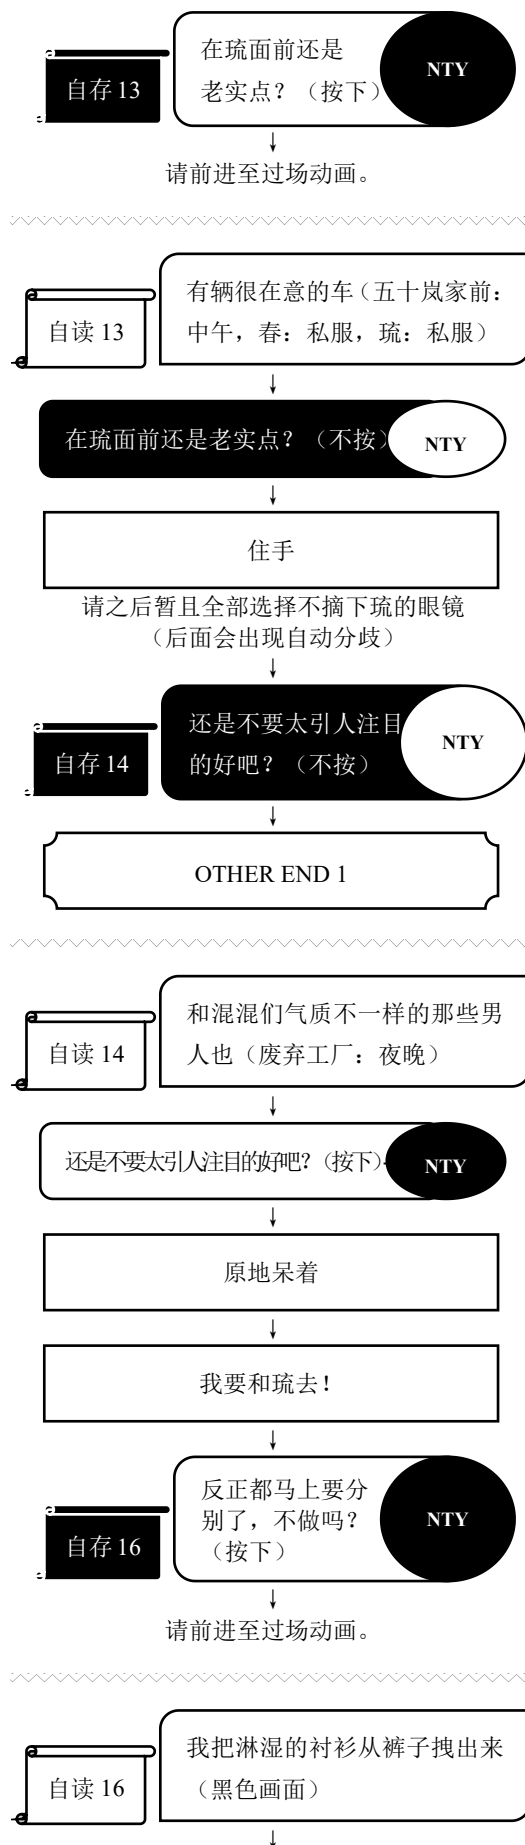 自存 13
在琉面前还是
老实点？（按下）
NTY
↓
请前进至过场动画。
自读 13
有辆很在意的车（五十岚家前：
中午，春：私服，琉：私服）
↓
在琉面前还是老实点？（不按）
NTY
↓
住手
请之后暂且全部选择不摘下琉的眼镜
（后面会出现自动分歧）
↓
自存 14
还是不要太引人注目
的好吧？（不按）
NTY
↓
OTHER END 1
自读 14
和混混们气质不一样的那些男
人也（废弃工厂：夜晚）
↓
还是不要太引人注目的好吧？（按下）
NTY
↓
原地呆着
↓
我要和琉去！
↓
自存 16
反正都马上要分
别了，不做吗？
（按下）
NTY
↓
请前进至过场动画。
自读 16
我把淋湿的衬衫从裤子拽出来
（黑色画面）
↓